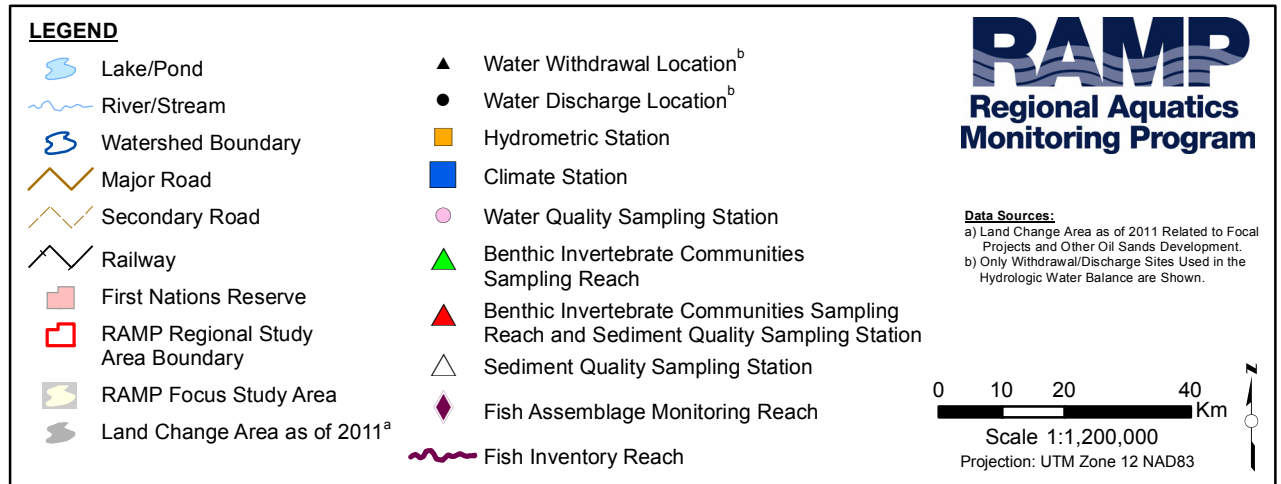 LEGEND
Lake/Pond
River/Stream
Watershed Boundary
Major Road
Secondary Road
Railway
First Nations Reserve
RAMP Regional Study
Area Boundary
RAMP Focus Study Area
Land Change Area as of 2011a
Water Withdrawal Locationb
Water Discharge Locationb
Hydrometric Station
Climate Station
Water Quality Sampling Station
Benthic Invertebrate Communities
Sampling Reach
Benthic Invertebrate Communities Sampling
Reach and Sediment Quality Sampling Station
Sediment Quality Sampling Station
Fish Assemblage Monitoring Reach
Fish Inventory Reach
RAMP
Regional Aquatics
Monitoring Program
Data Sources:
a) Land Change Area as of 2011 Related to Focal
Projects and Other Oil Sands Development.
b) Only Withdrawal/Discharge Sites Used in the
Hydrologic Water Balance are Shown.
0 10 20 40
Km
Scale 1:1,200,000
Projection: UTM Zone 12 NAD83
N